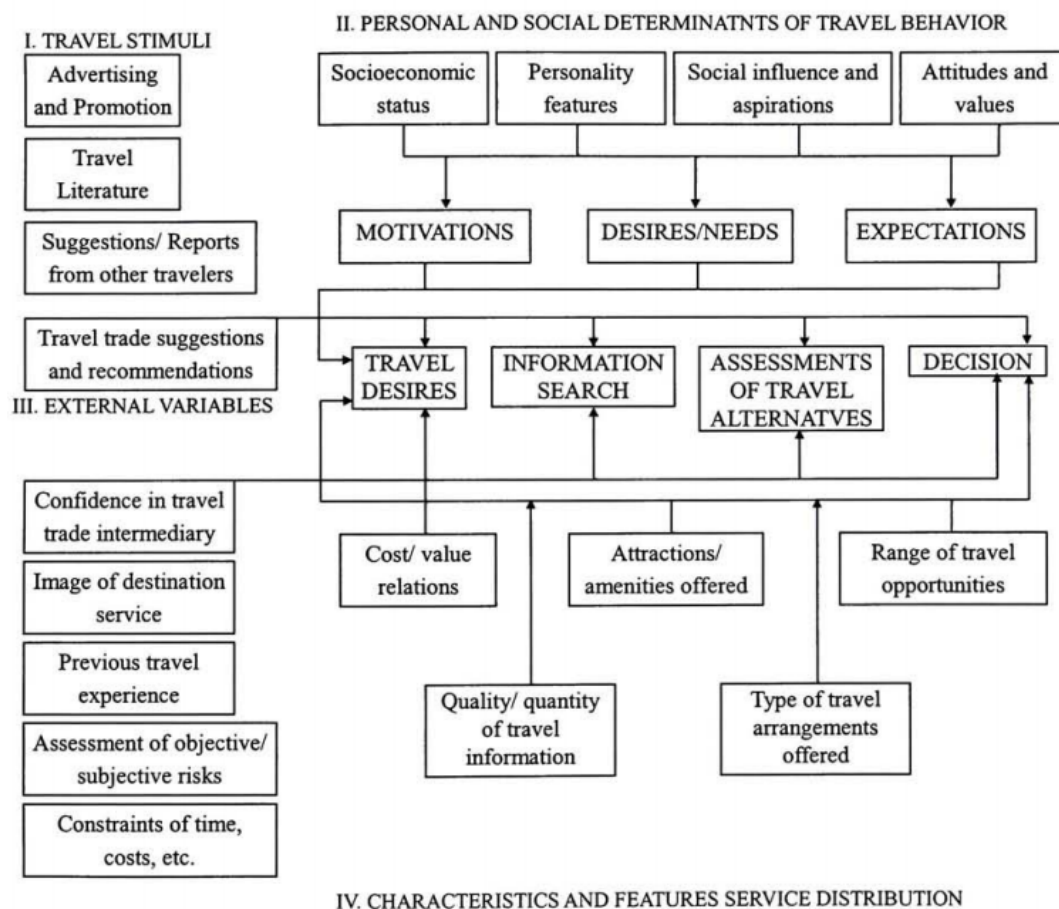 II. PERSONAL AND SOCIAL DETERMINATNTS OF TRAVEL BEHAVIOR
I. TRAVEL STIMULI
Advertising
and Promotion
Travel
Literature
Suggestions/ Reports
from other travelers
Travel trade suggestions
and recommendations
Socioeconomic
status
Personality
features
Social influence and
aspirations
Attitudes and
values
MOTIVATIONS
DESIRES/NEEDS
EXPECTATIONS
TRAVEL
DESIRES
INFORMATION
SEARCH
ASSESSMENTS
OF TRAVEL
ALTERNATVES
DECISION
III. EXTERNAL VARIABLES
Confidence in travel
trade intermediary
Image of destination
service
Previous travel
experience
Assessment of objective/
subjective risks
Constraints of time,
costs, etc.
Cost/ value
relations
Attractions/
amenities offered
Range of travel
opportunities
Quality/ quantity
of travel
information
Type of travel
arrangements
offered
IV. CHARACTERISTICS AND FEATURES SERVICE DISTRIBUTION